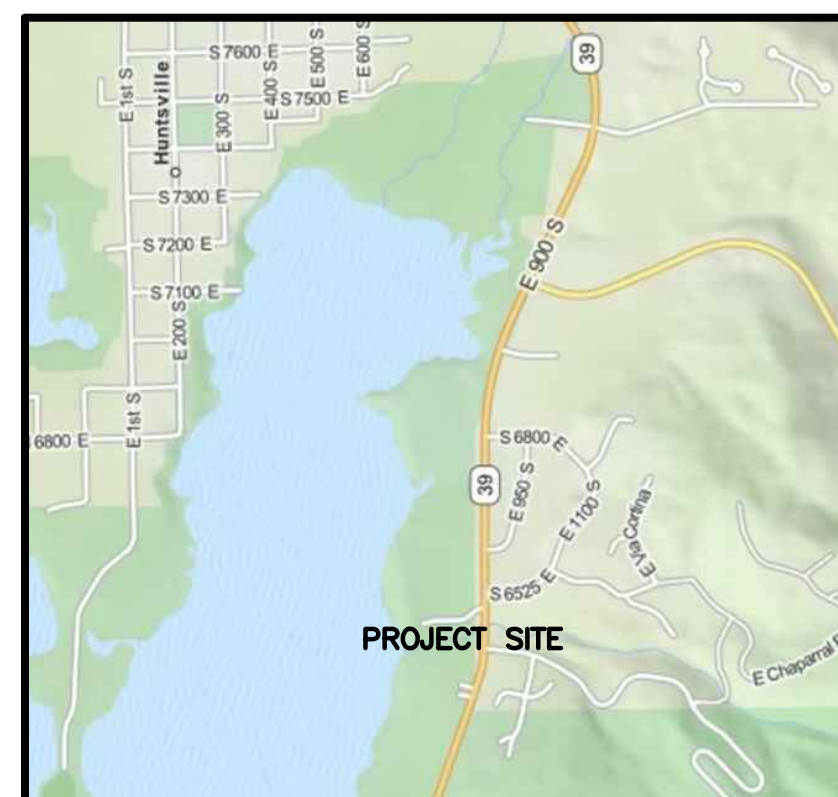 S 7600 E
39
E 1st S
E 400 S
E 500 S
E 600 S
S 7500 E
E 300 S
Huntsville
S 7300 E
E 900 S
S 7200 E
S 7100 E
E 200 S
E 1st S
6800 E
S 6800 E
39
E 950 S
E 1100 S
E Via Cortina
S 6525 E
PROJECT SITE
E Chaparral